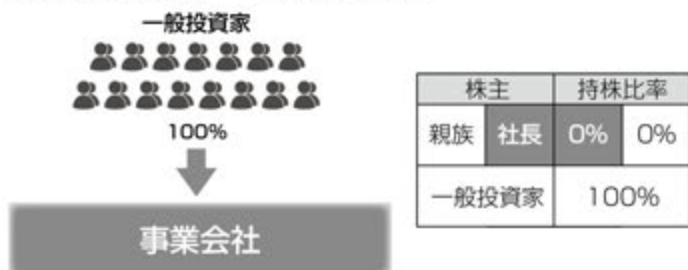 一般投資家
100%
事業会社
株主 持株比率
親族 社長 0% 0%
一般投資家 100%